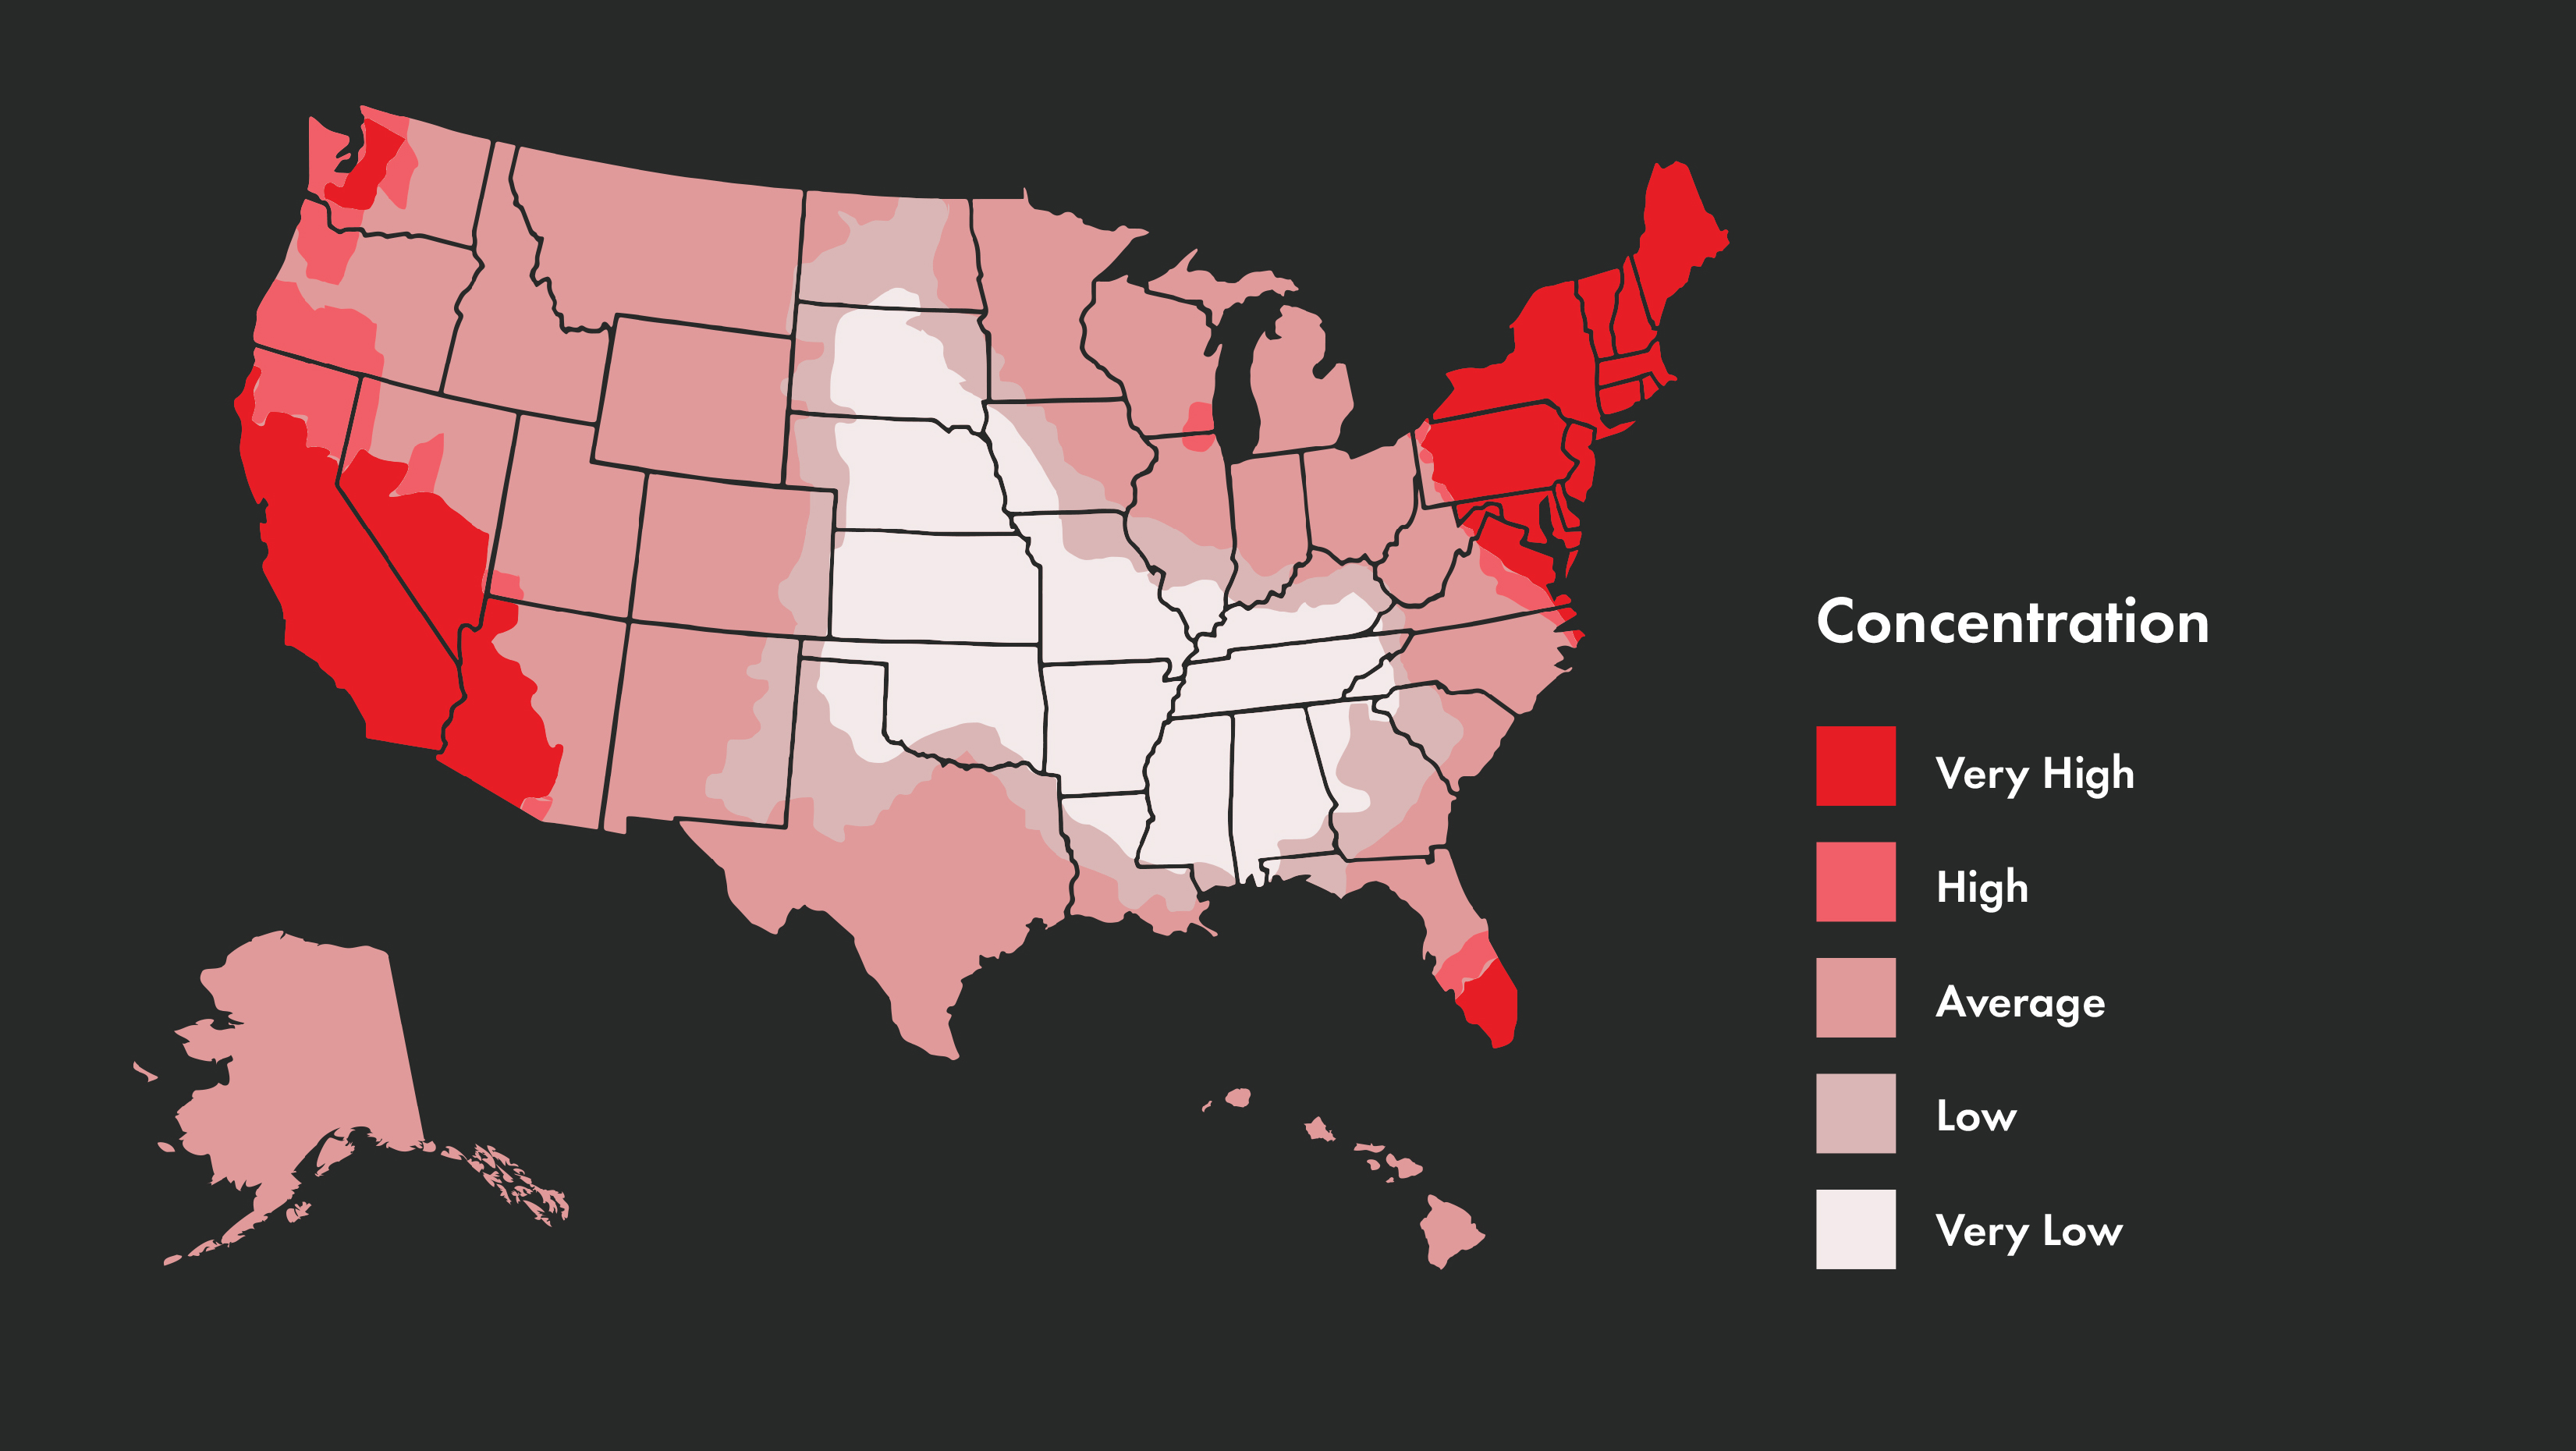 Concentration
Very High
High
Average
Low
Very Low